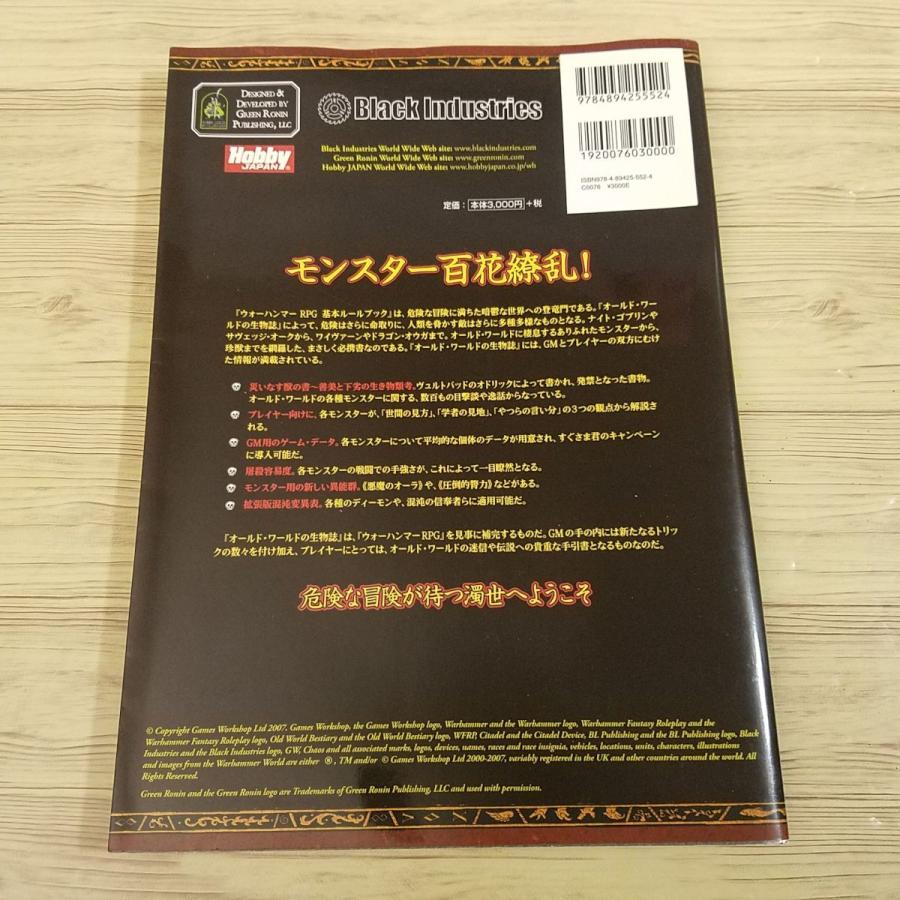 DESIGNED &
DEVELOPED BY
GREEN RONIN
PUBLISHING, LLC
Black Industries
Hobby
JAPAN
Black Industries World Wide Web site: www.blackindustries.com
Green Ronin World Wide Web site: www.greenronin.com
Hobby JAPAN World Wide Web site: www.hobbyjapan.co.jp/wh
9784894255524
1920076030000
ISBN978-4-89425-552-4
C0076 ¥3000E
定価：本体3,000円+税
モンスター百花繚乱！
『ウォーハンマーRPG 基本ルールブック』は、危険な冒険に満ちた暗鬱な世界への登竜門である。『オールド・ワー
ルドの生物誌』によって、危険はさらに命取りに、人類を脅かす敵はさらに多種多様なものとなる。ナイト・ゴブリンや
サヴェッジ・オークから、ワイヴァーンやドラゴン・オウガまで。オールド・ワールドに棲息するありふれたモンスターから、
珍獣までを網羅した、まさしく必携書なのである。『オールド・ワールドの生物誌』には、GMとプレイヤーの双方にむけ
た情報が満載されている。
災いなす獣の書〜善美と下劣の生き物類考。ヴュルトバッドのオドリックによって書かれ、発禁となった書物。
オールド・ワールドの各種モンスターに関する、数百もの目撃談や逸話からなっている。
プレイヤー向けに、各モンスターが、「世間の見方」、「学者の見地」、「やつらの言い分」の3つの観点から解説さ
れる。
GM用のゲーム・データ。各モンスターについて平均的な個体のデータが用意され、すぐさま君のキャンペーン
に導入可能だ。
屠殺容易度。各モンスターの戦闘での手強さが、これによって一目瞭然となる。
モンスター用の新しい異能群。《悪魔のオーラ》や、《圧倒的膂力》などがある。
拡張版混沌変異表。各種のディーモンや、混沌の信奉者らに適用可能だ。
『オールド・ワールドの生物誌』は、『ウォーハンマーRPG』を見事に補完するものだ。GMの手の内には新たなるトリッ
クの数々を付け加え、プレイヤーにとっては、オールド・ワールドの迷信や伝説への貴重な手引書となるものなのだ。
危険な冒険が待つ濁世へようこそ
© Copyright Games Workshop Ltd 2007. Games Workshop, the Games Workshop logo, Warhammer and the Warhammer logo, Warhammer Fantasy Roleplay and the
Warhammer Fantasy Roleplay logo, Old World Bestiary and the Old World Bestiary logo, WFRP, Citadel and the Citadel Device, BL Publishing and the BL Publishing logo, Black
Industries and the Black Industries logo, GW, Chaos and all associated marks, logos, devices, names, races and race insignia, vehicles, locations, units, characters, illustrations
and images from the Warhammer World are either ®, TM and/or © Games Workshop Ltd 2000-2007, variably registered in the UK and other countries around the world. All
Rights Reserved.
Green Ronin and the Green Ronin logo are Trademarks of Green Ronin Publishing, LLC and used with permission.